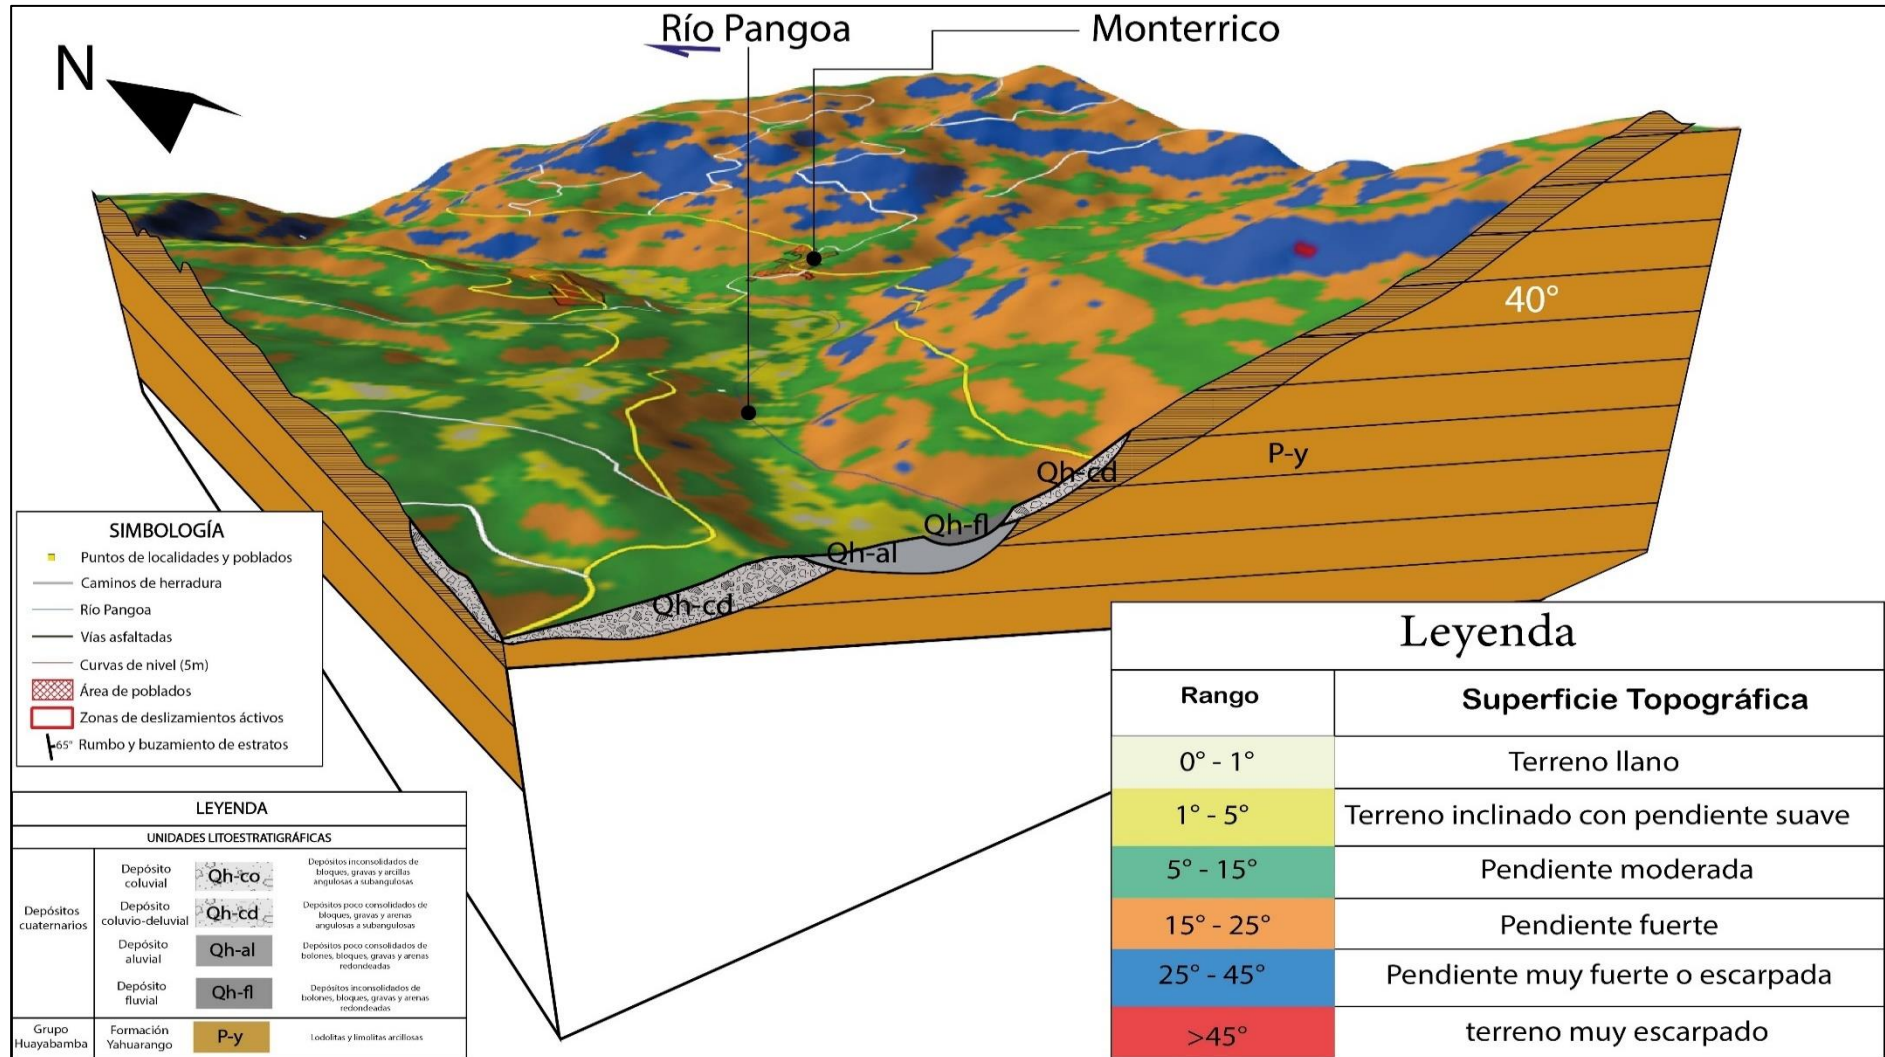 N
Río Pangoa
Monterrico
40°
P-y
Qh-cd
Qh-fl
Qh-al
Qh-cd
SIMBOLOGÍA
Puntos de localidades y poblados
Caminos de herradura
Río Pangoa
Vías asfaltadas
Curvas de nivel (5m)
Área de poblados
Zonas de deslizamientos áctivos
65° Rumbo y buzamiento de estratos
LEYENDA
UNIDADES LITOESTRATIGRÁFICAS
Depósitos
cuaternarios
Depósito
coluvial
Qh-co
Depósitos inconsolidados de
bloques, gravas y arcillas
angulosas a subangulosas
Depósito
coluvio-deluvial
Qh-cd
Depósitos poco consolidados de
bloques, gravas y arenas
angulosas a subangulosas
Depósito
aluvial
Qh-al
Depósitos poco consolidados de
bolones, bloques, gravas y arenas
redondeadas
Depósito
fluvial
Qh-fl
Depósitos inconsolidados de
bolones, bloques, gravas y arenas
redondeadas
Grupo
Huayabamba
Formación
Yahuarango
P-y
Lodolitas y limolitas arcillosas
Leyenda
Rango Superficie Topográfica
0° - 1° Terreno llano
1° - 5° Terreno inclinado con pendiente suave
5° - 15° Pendiente moderada
15° - 25° Pendiente fuerte
25° - 45° Pendiente muy fuerte o escarpada
>45° terreno muy escarpado